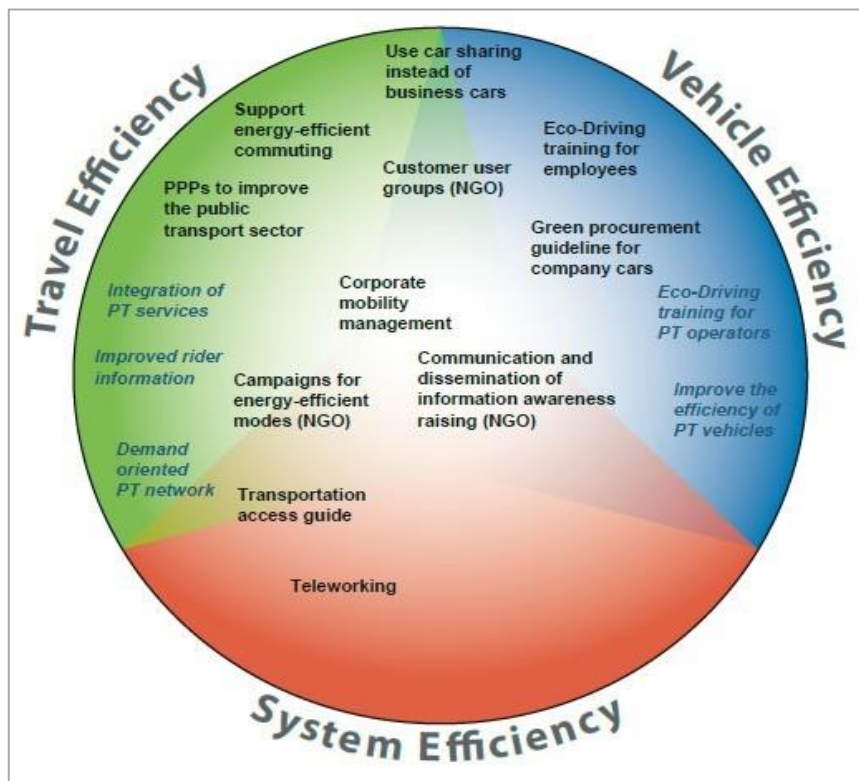 Travel Efficiency
Vehicle Efficiency
Use car sharing
instead of
business cars
Support
energy-efficient
commuting
Eco-Driving
training for
employees
Customer user
groups (NGO)
PPPs to improve
the public
transport sector
Green procurement
guideline for
company cars
Integration of
PT services
Corporate
mobility
management
Eco-Driving
training for
PT operators
Improved rider
information
Campaigns for
energy-efficient
modes (NGO)
Communication and
dissemination of
information awareness
raising (NGO)
Improve the
efficiency of
PT vehicles
Demand
oriented
PT network
Transportation
access guide
Teleworking
System Efficiency